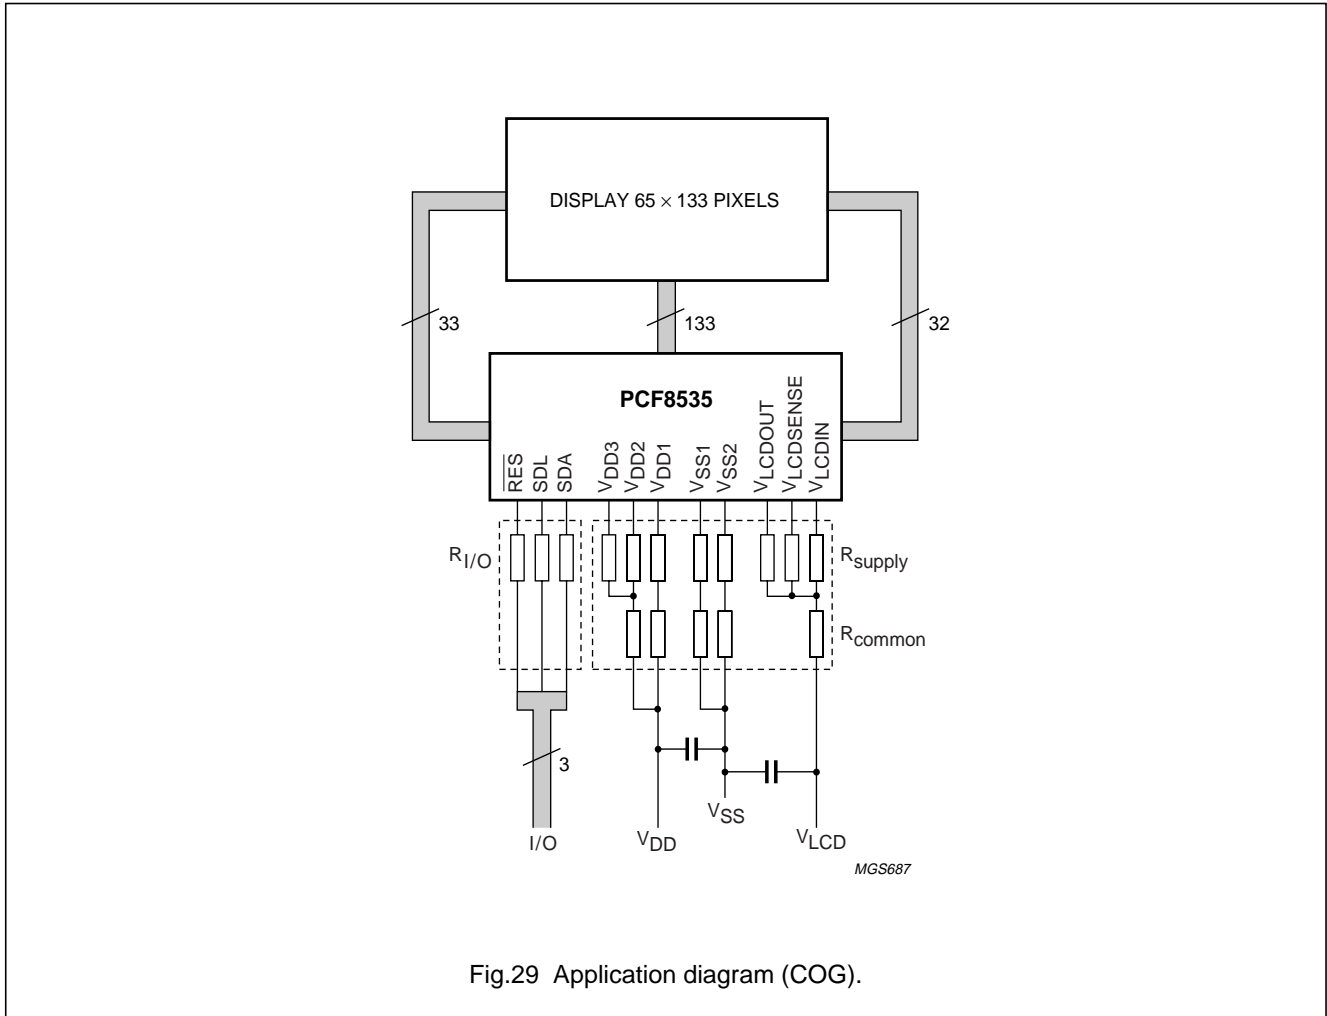 DISPLAY 65 × 133 PIXELS
33
133
32
PCF8535
RES
SDL
SDA
VDD3
VDD2
VDD1
VSS1
VSS2
VLCDOUT
VLCDSENSE
VLCDIN
RI/O
Rsupply
Rcommon
3
I/O
VDD
VSS
VLCD
MGS687
Fig.29 Application diagram (COG).